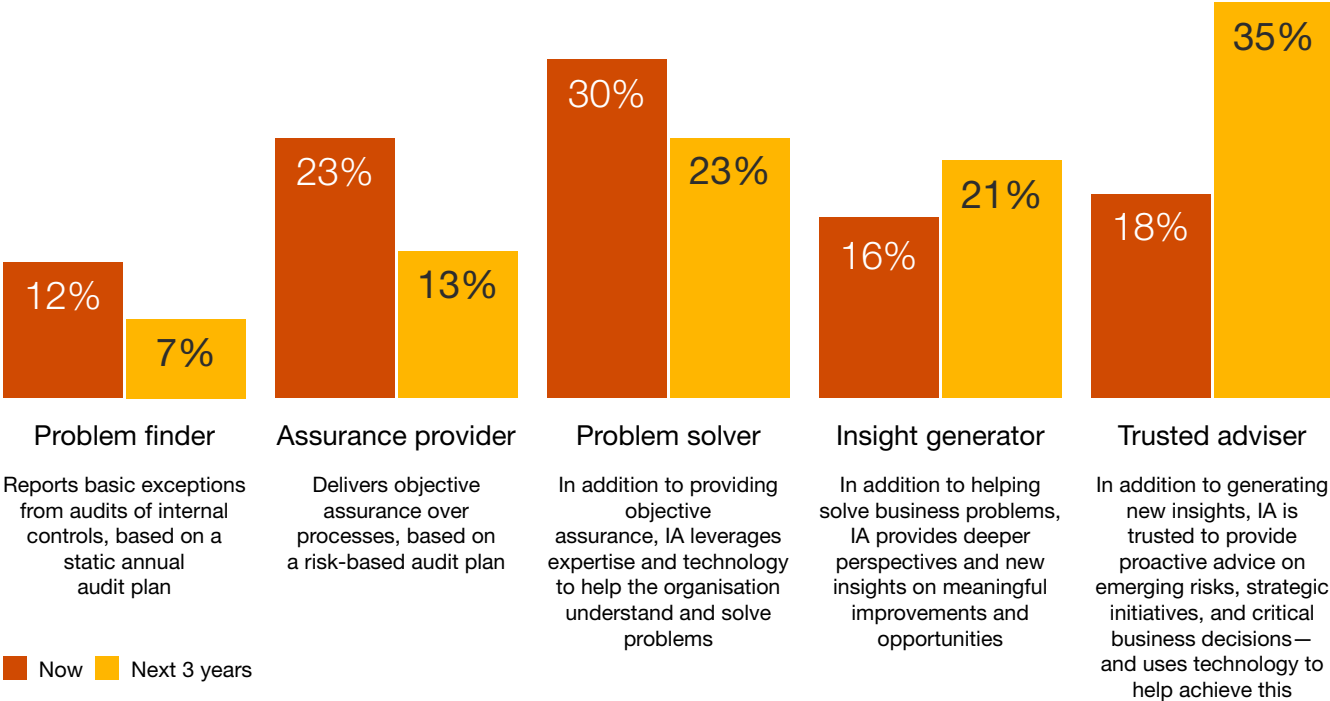 12%
7%
23%
13%
30%
23%
16%
21%
18%
35%
Problem finder
Reports basic exceptions
from audits of internal
controls, based on a
static annual
audit plan
Assurance provider
Delivers objective
assurance over
processes, based on
a risk-based audit plan
Problem solver
In addition to providing
objective
assurance, IA leverages
expertise and technology
to help the organisation
understand and solve
problems
Insight generator
In addition to helping
solve business problems,
IA provides deeper
perspectives and new
insights on meaningful
improvements and
opportunities
Trusted adviser
In addition to generating
new insights, IA is
trusted to provide
proactive advice on
emerging risks, strategic
initiatives, and critical
business decisions—
and uses technology to
help achieve this
Now
Next 3 years